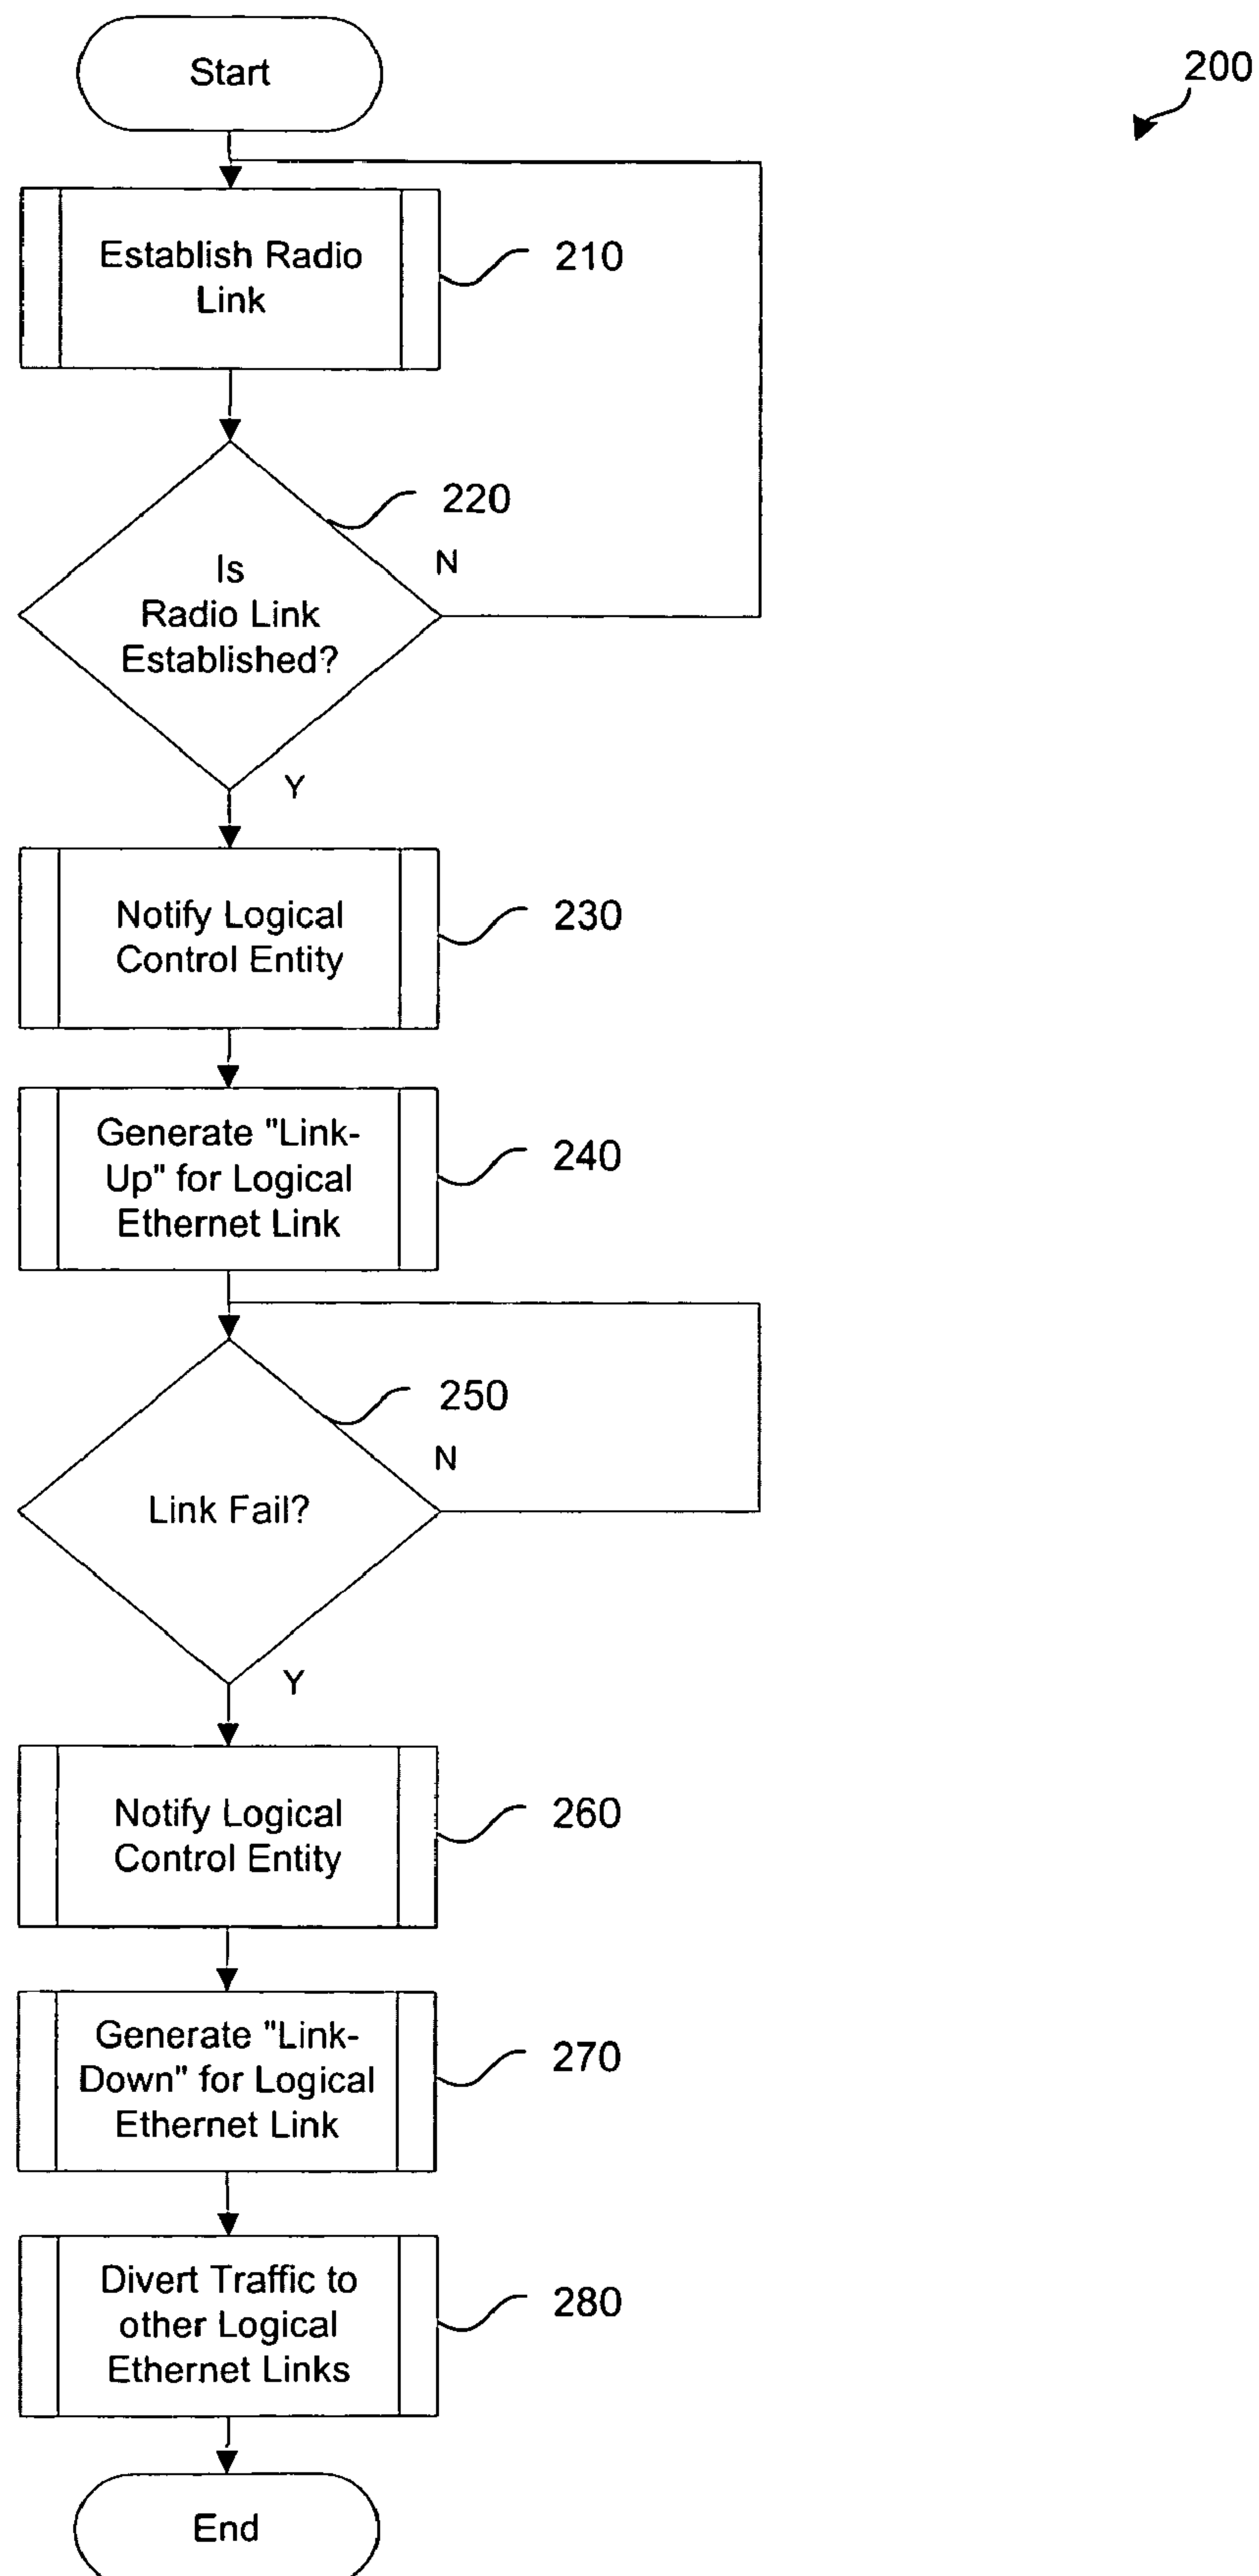 Start
200
Establish Radio
Link
210
220
N
Is
Radio Link
Established?
Y
Notify Logical
Control Entity
230
Generate "Link-
Up" for Logical
Ethernet Link
240
250
N
Link Fail?
Y
Notify Logical
Control Entity
260
Generate "Link-
Down" for Logical
Ethernet Link
270
Divert Traffic to
other Logical
Ethernet Links
280
End